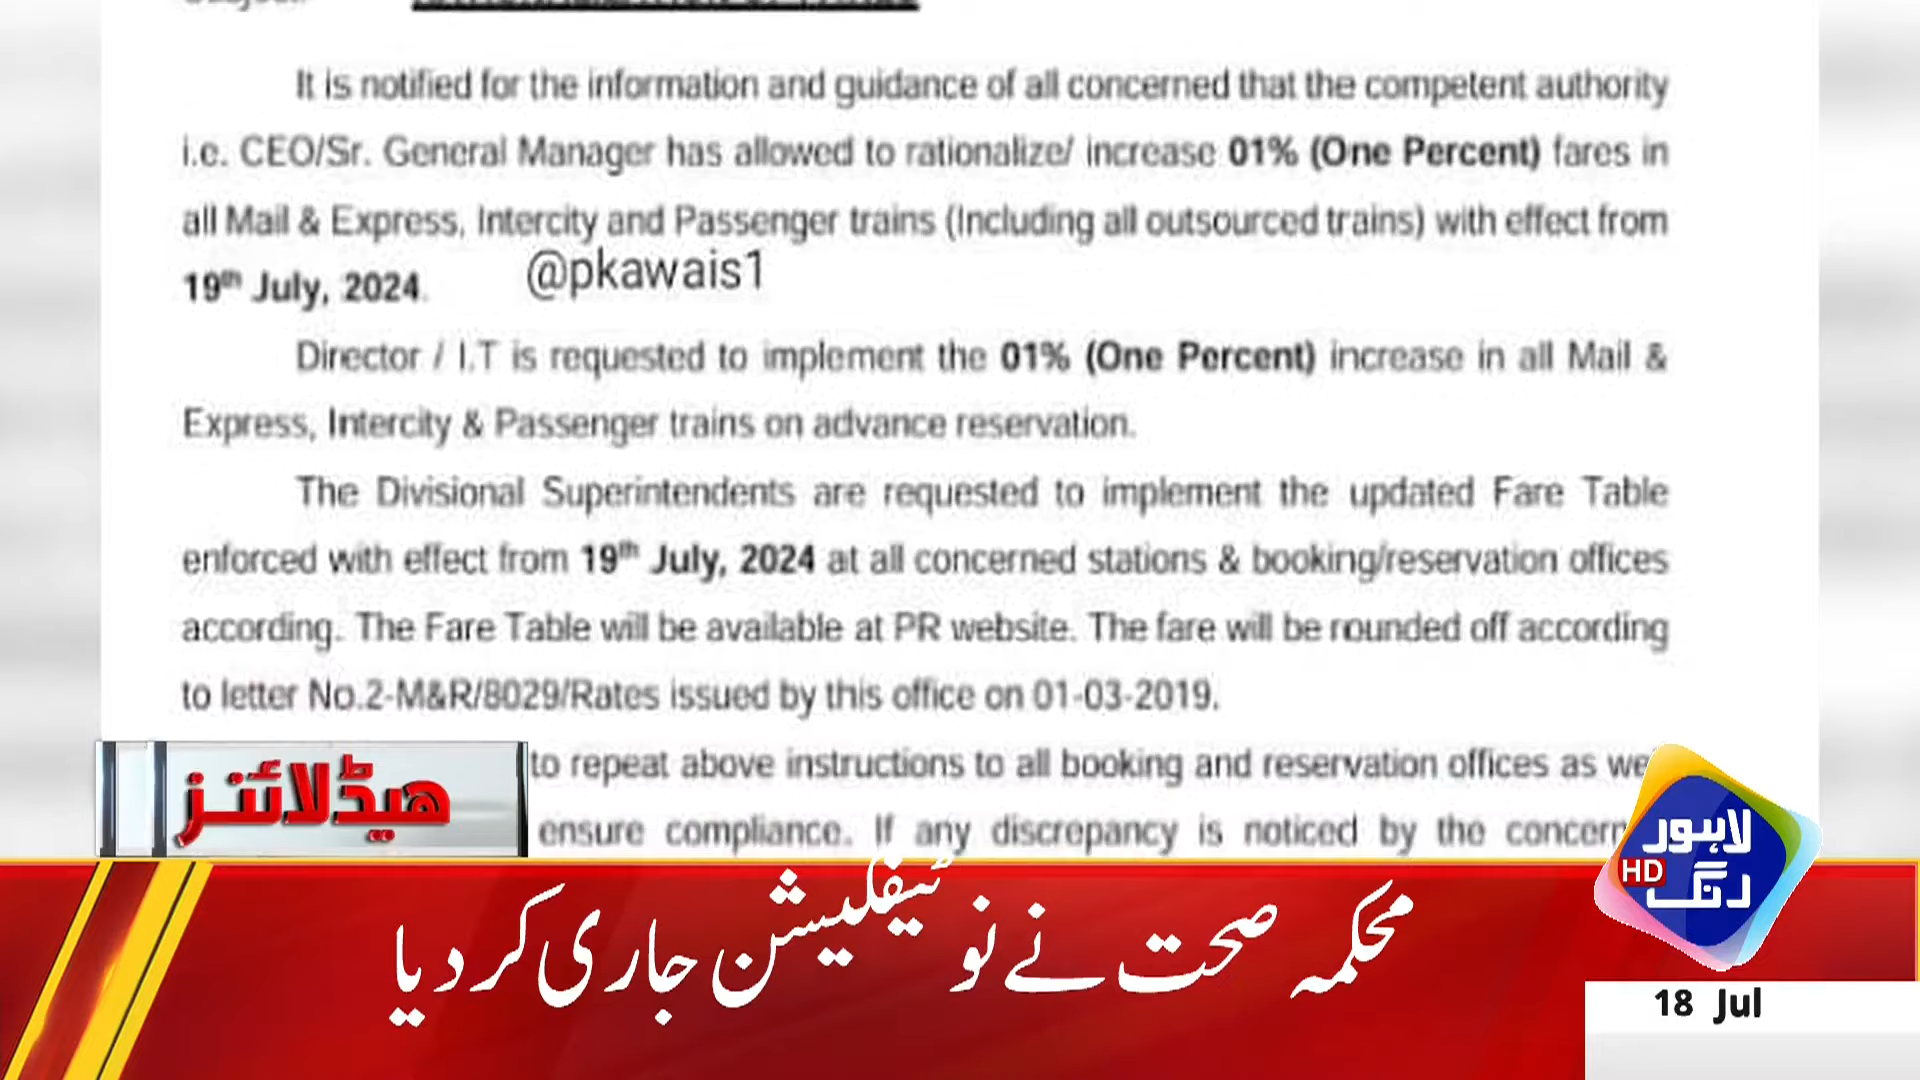 It is notified for the information and guidance of all concerned that the competent authority
i.e. CEO/Sr. General Manager has allowed to rationalize/ increase 01% (One Percent) fares in
all Mail & Express, Intercity and Passenger trains (Including all outsourced trains) with effect from
19th July, 2024.
@pkawais1
Director / I.T is requested to implement the 01% (One Percent) increase in all Mail &
Express, Intercity & Passenger trains on advance reservation.
The Divisional Superintendents are requested to implement the updated Fare Table
enforced with effect from 19th July, 2024 at all concerned stations & booking/reservation offices
according. The Fare Table will be available at PR website. The fare will be rounded off according
to letter No.2-M&R/8029/Rates issued by this office on 01-03-2019.
to repeat above instructions to all booking and reservation offices as
ensure compliance. If any discrepancy is noticed by the
ہیڈلائنز
لاہور
HD
رنگ
محکمہ صحت نے نوٹیفکیشن جاری کر دیا
18 Jul